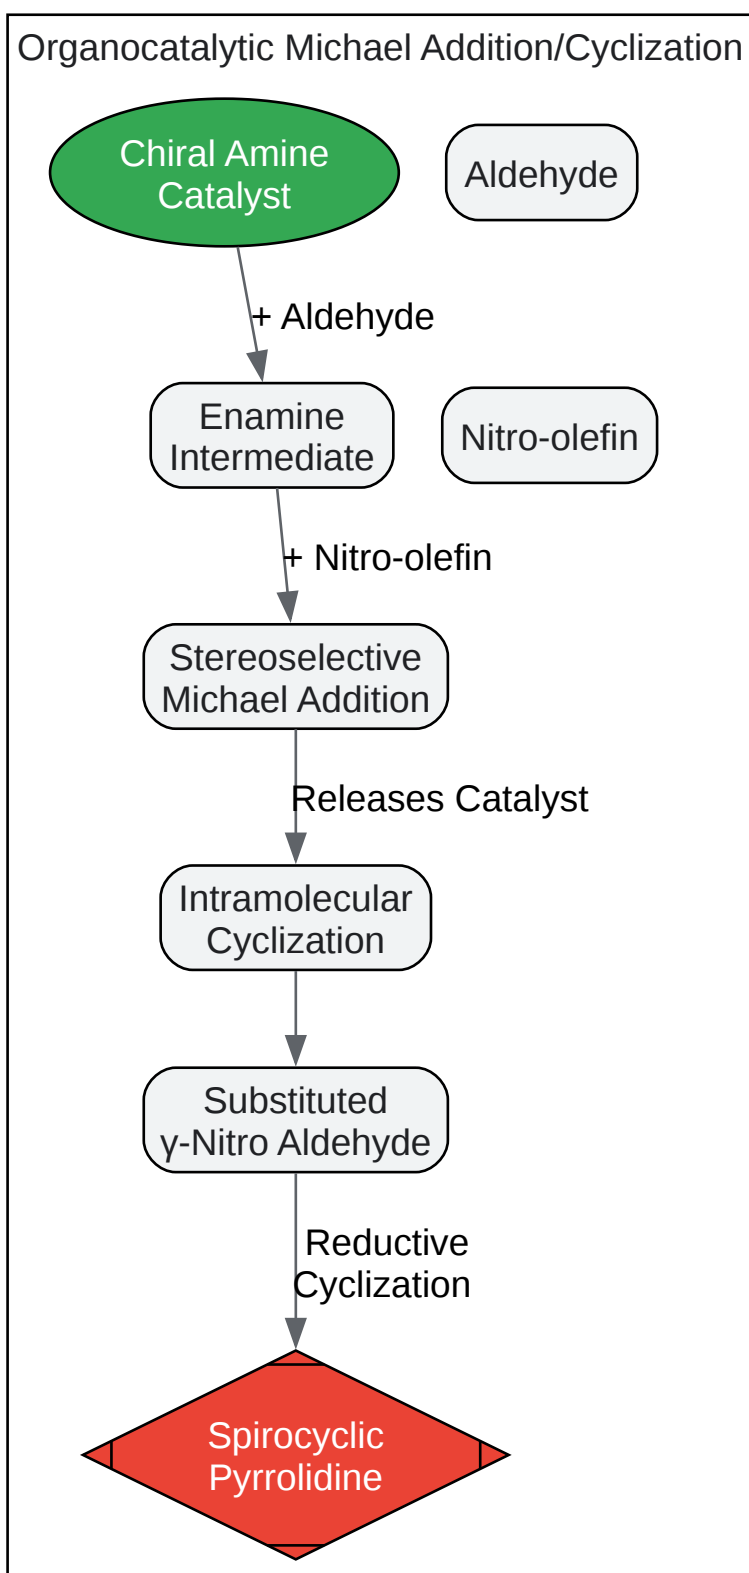 Organocatalytic Michael Addition/Cyclization
Chiral Amine
Catalyst
Aldehyde
+ Aldehyde
Enamine
Intermediate
Nitro-olefin
+ Nitro-olefin
Stereoselective
Michael Addition
Releases Catalyst
Intramolecular
Cyclization
Substituted
γ-Nitro Aldehyde
Reductive
Cyclization
Spirocyclic
Pyrrolidine